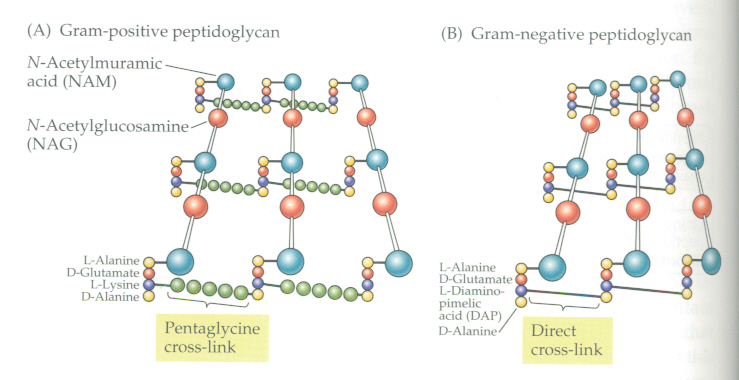 (A) Gram-positive peptidoglycan
N-Acetylmuramic
acid (NAM)
N-Acetylglucosamine
(NAG)
L-Alanine
D-Glutamate
L-Lysine
D-Alanine
Pentaglycine
cross-link
(B) Gram-negative peptidoglycan
L-Alanine
D-Glutamate
L-Diamino-
pimelic
acid (DAP)
D-Alanine
Direct
cross-link